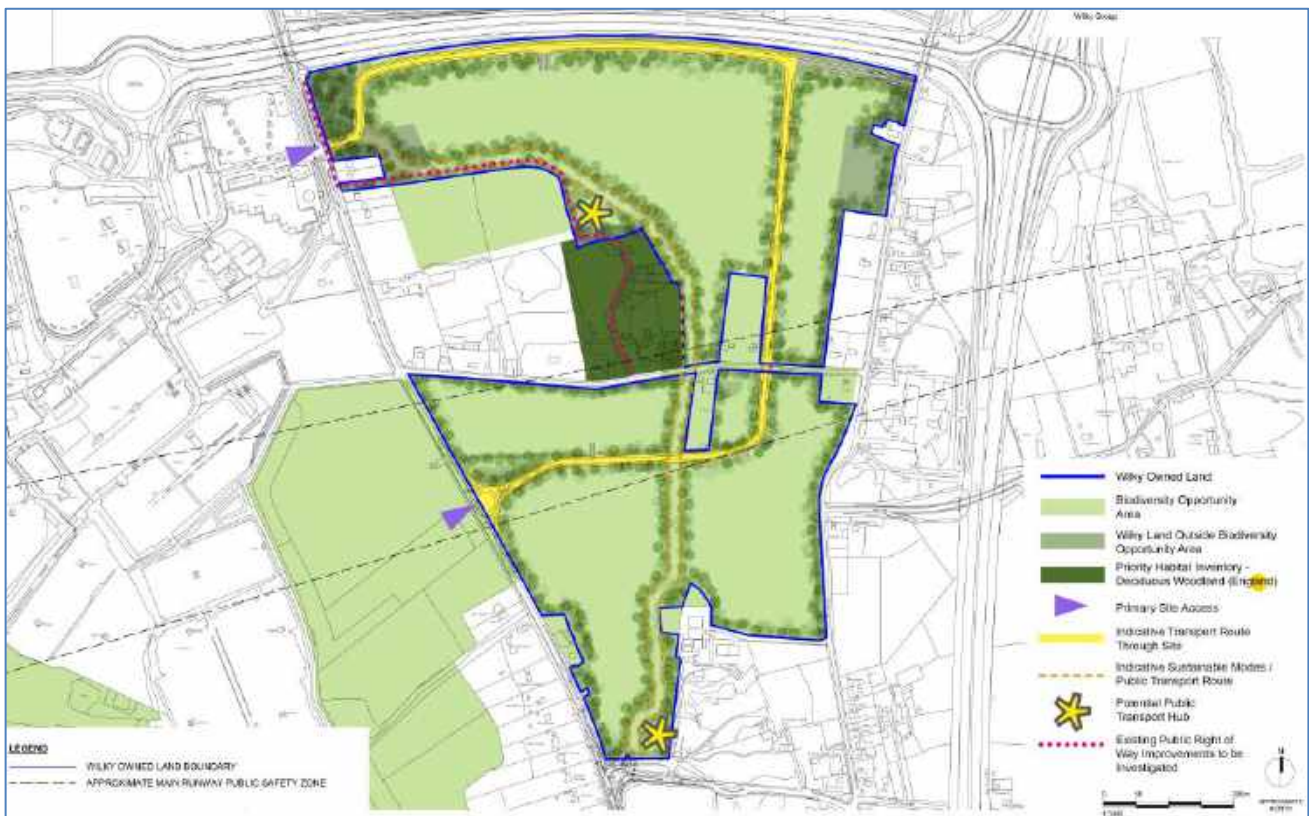 Wilky Group
Wilky Owned Land
Biodiversity Opportunity
Area
Wilky Land Outside Biodiversity
Opportunity Area
Priority Habitat Inventory -
Deciduous Woodland (England)
Primary Site Access
Indicative Transport Route
Through Site
Indicative Sustainable Modes /
Public Transport Route
Potential Public
Transport Hub
Existing Public Right of
Way Improvements to be
Investigated
LEGEND
WILKY OWNED LAND BOUNDARY
APPROXIMATE MAIN RUNWAY PUBLIC SAFETY ZONE
N
APPROXIMATE
NORTH
0